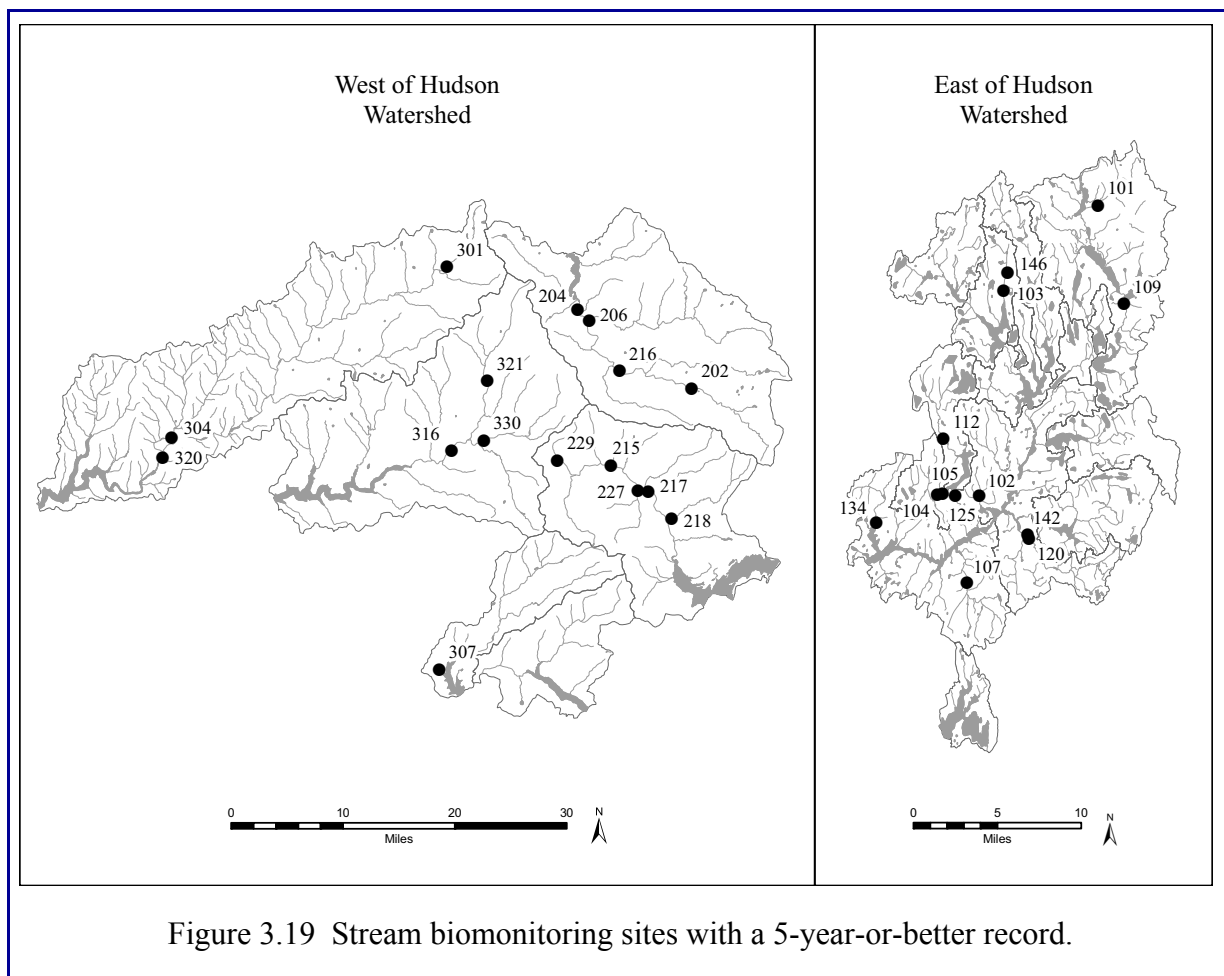 West of Hudson
Watershed
301
204
206
216
202
321
330
316
229
215
227
217
218
304
320
307
0 10 20 30
Miles
N
East of Hudson
Watershed
101
146
103
109
112
105
104
125
102
134
142
120
107
0 5 10
Miles
N
Figure 3.19 Stream biomonitoring sites with a 5-year-or-better record.